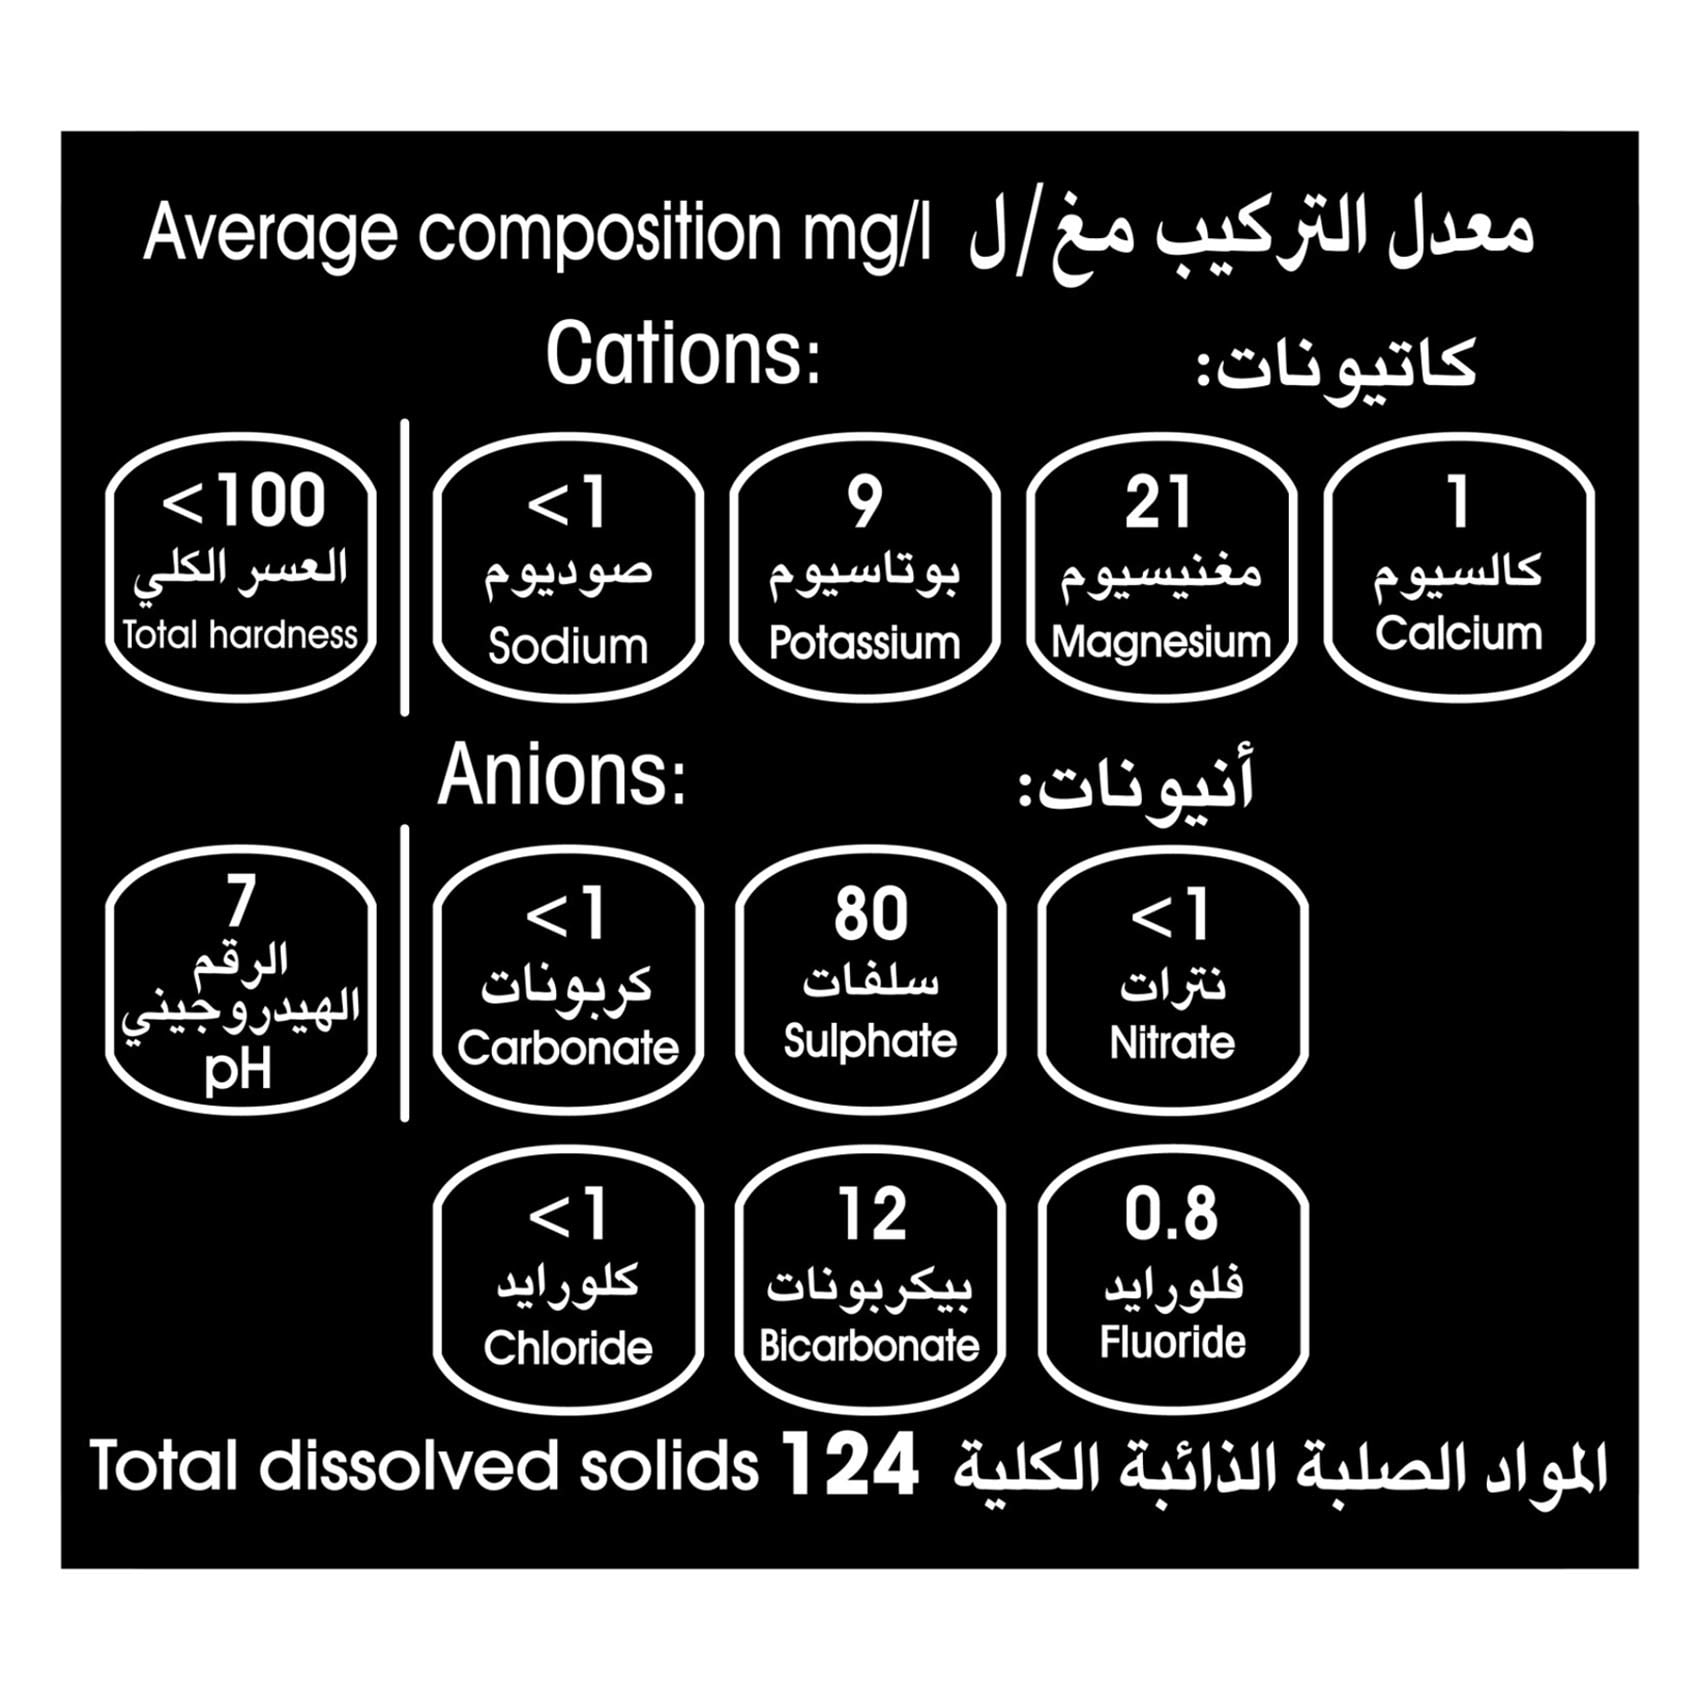 Average composition mg/l معدل التركيب مغ/ل
Cations: كاتيونات:
<100
العسر الكلي
Total hardness
<1
صوديوم
Sodium
9
بوتاسيوم
Potassium
21
مغنيسيوم
Magnesium
1
كالسيوم
Calcium
Anions: أنيونات:
7
الرقم
الهيدروجيني
pH
<1
كربونات
Carbonate
80
سلفات
Sulphate
<1
نترات
Nitrate
<1
كلورايد
Chloride
12
بيكربونات
Bicarbonate
0.8
فلورايد
Fluoride
Total dissolved solids 124 المواد الصلبة الذائبة الكلية